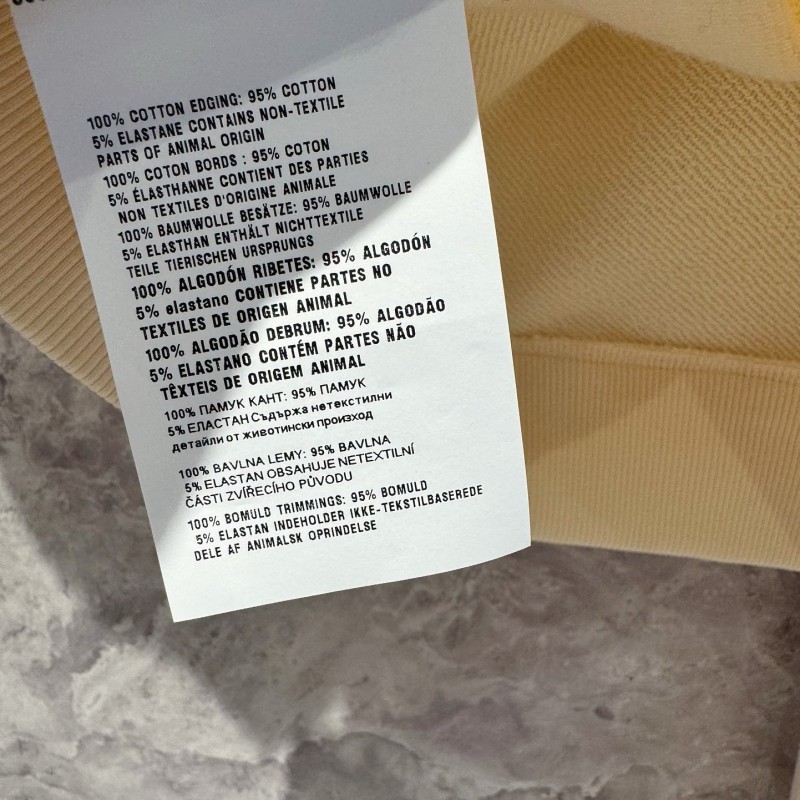 100% COTTON EDGING: 95% COTTON
5% ELASTANE CONTAINS NON-TEXTILE
PARTS OF ANIMAL ORIGIN
100% COTON BORDS : 95% COTON
5% ÉLASTHANNE CONTIENT DES PARTIES
NON TEXTILES D'ORIGINE ANIMALE
100% BAUMWOLLE BESÄTZE: 95% BAUMWOLLE
5% ELASTHAN ENTHÄLT NICHTTEXTILE
TEILE TIERISCHEN URSPRUNGS
100% ALGODÓN RIBETES: 95% ALGODÓN
5% elastano CONTIENE PARTES NO
TEXTILES DE ORIGEN ANIMAL
100% ALGODÃO DEBRUM: 95% ALGODÃO
5% ELASTANO CONTÉM PARTES NÃO
TÊXTEIS DE ORIGEM ANIMAL
100% ПАМУК КАНТ: 95% ПАМУК
5% ЕЛАСТАН Съдържа нетекстилни
детайли от животински произход
100% BAVLNA LEMY: 95% BAVLNA
5% ELASTAN OBSAHUJE NETEXTILNÍ
ČÁSTI ZVÍŘECÍHO PŮVODU
100% BOMULD TRIMMINGS: 95% BOMULD
5% ELASTAN INDEHOLDER IKKE-TEKSTILBASEREDE
DELE AF ANIMALSK OPRINDELSE